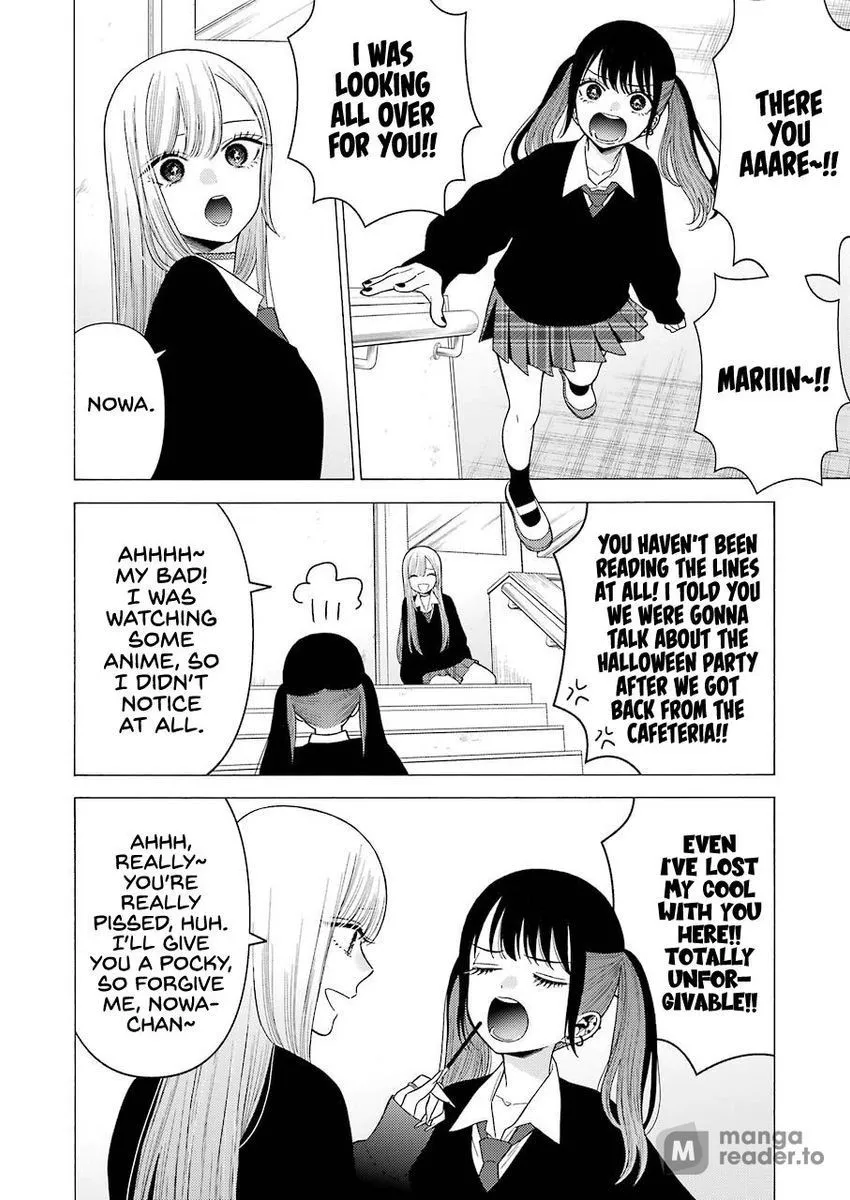 THERE
YOU
AAARE~!!
MARIIIN~!!
I WAS
LOOKING
ALL OVER
FOR YOU!!
NOWA.
YOU HAVEN'T BEEN
READING THE LINES
AT ALL! I TOLD YOU
WE WERE GONNA
TALK ABOUT THE
HALLOWEEN PARTY
AFTER WE GOT
BACK FROM THE
CAFETERIA!!
AHHHH~
MY BAD!
I WAS
WATCHING
SOME
ANIME, SO
I DIDN'T
NOTICE
AT ALL.
EVEN
I'VE LOST
MY COOL
WITH YOU
HERE!!
TOTALLY
UNFOR-
GIVABLE!!
AHHH,
REALLY~
YOU'RE
REALLY
PISSED, HUH.
I'LL GIVE
YOU A POCKY,
SO FORGIVE
ME, NOWA-
CHAN~
M manga
reader.to